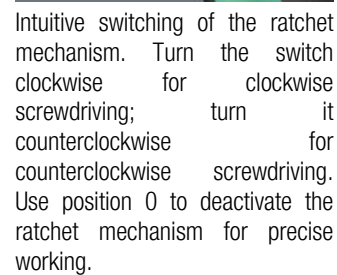 Intuitive switching of the ratchet
mechanism. Turn the switch
clockwise for clockwise
screwdriving; turn it
counterclockwise for
counterclockwise screwdriving.
Use position 0 to deactivate the
ratchet mechanism for precise
working.